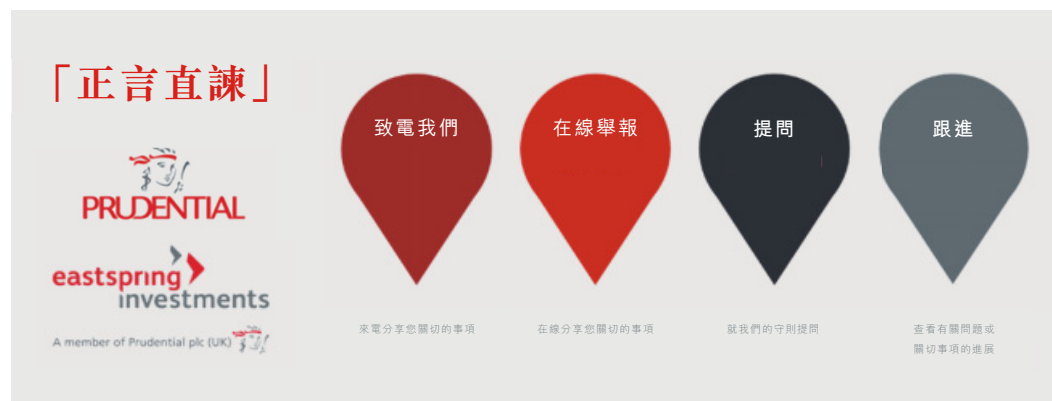 「正言直諫」
PRUDENTIAL
eastspring
investments
A member of Prudential plc (UK)
致電我們
在線舉報
提問
跟進
來電分享您關切的事項
在線分享您關切的事項
就我們的守則提問
查看有關問題或
關切事項的進展